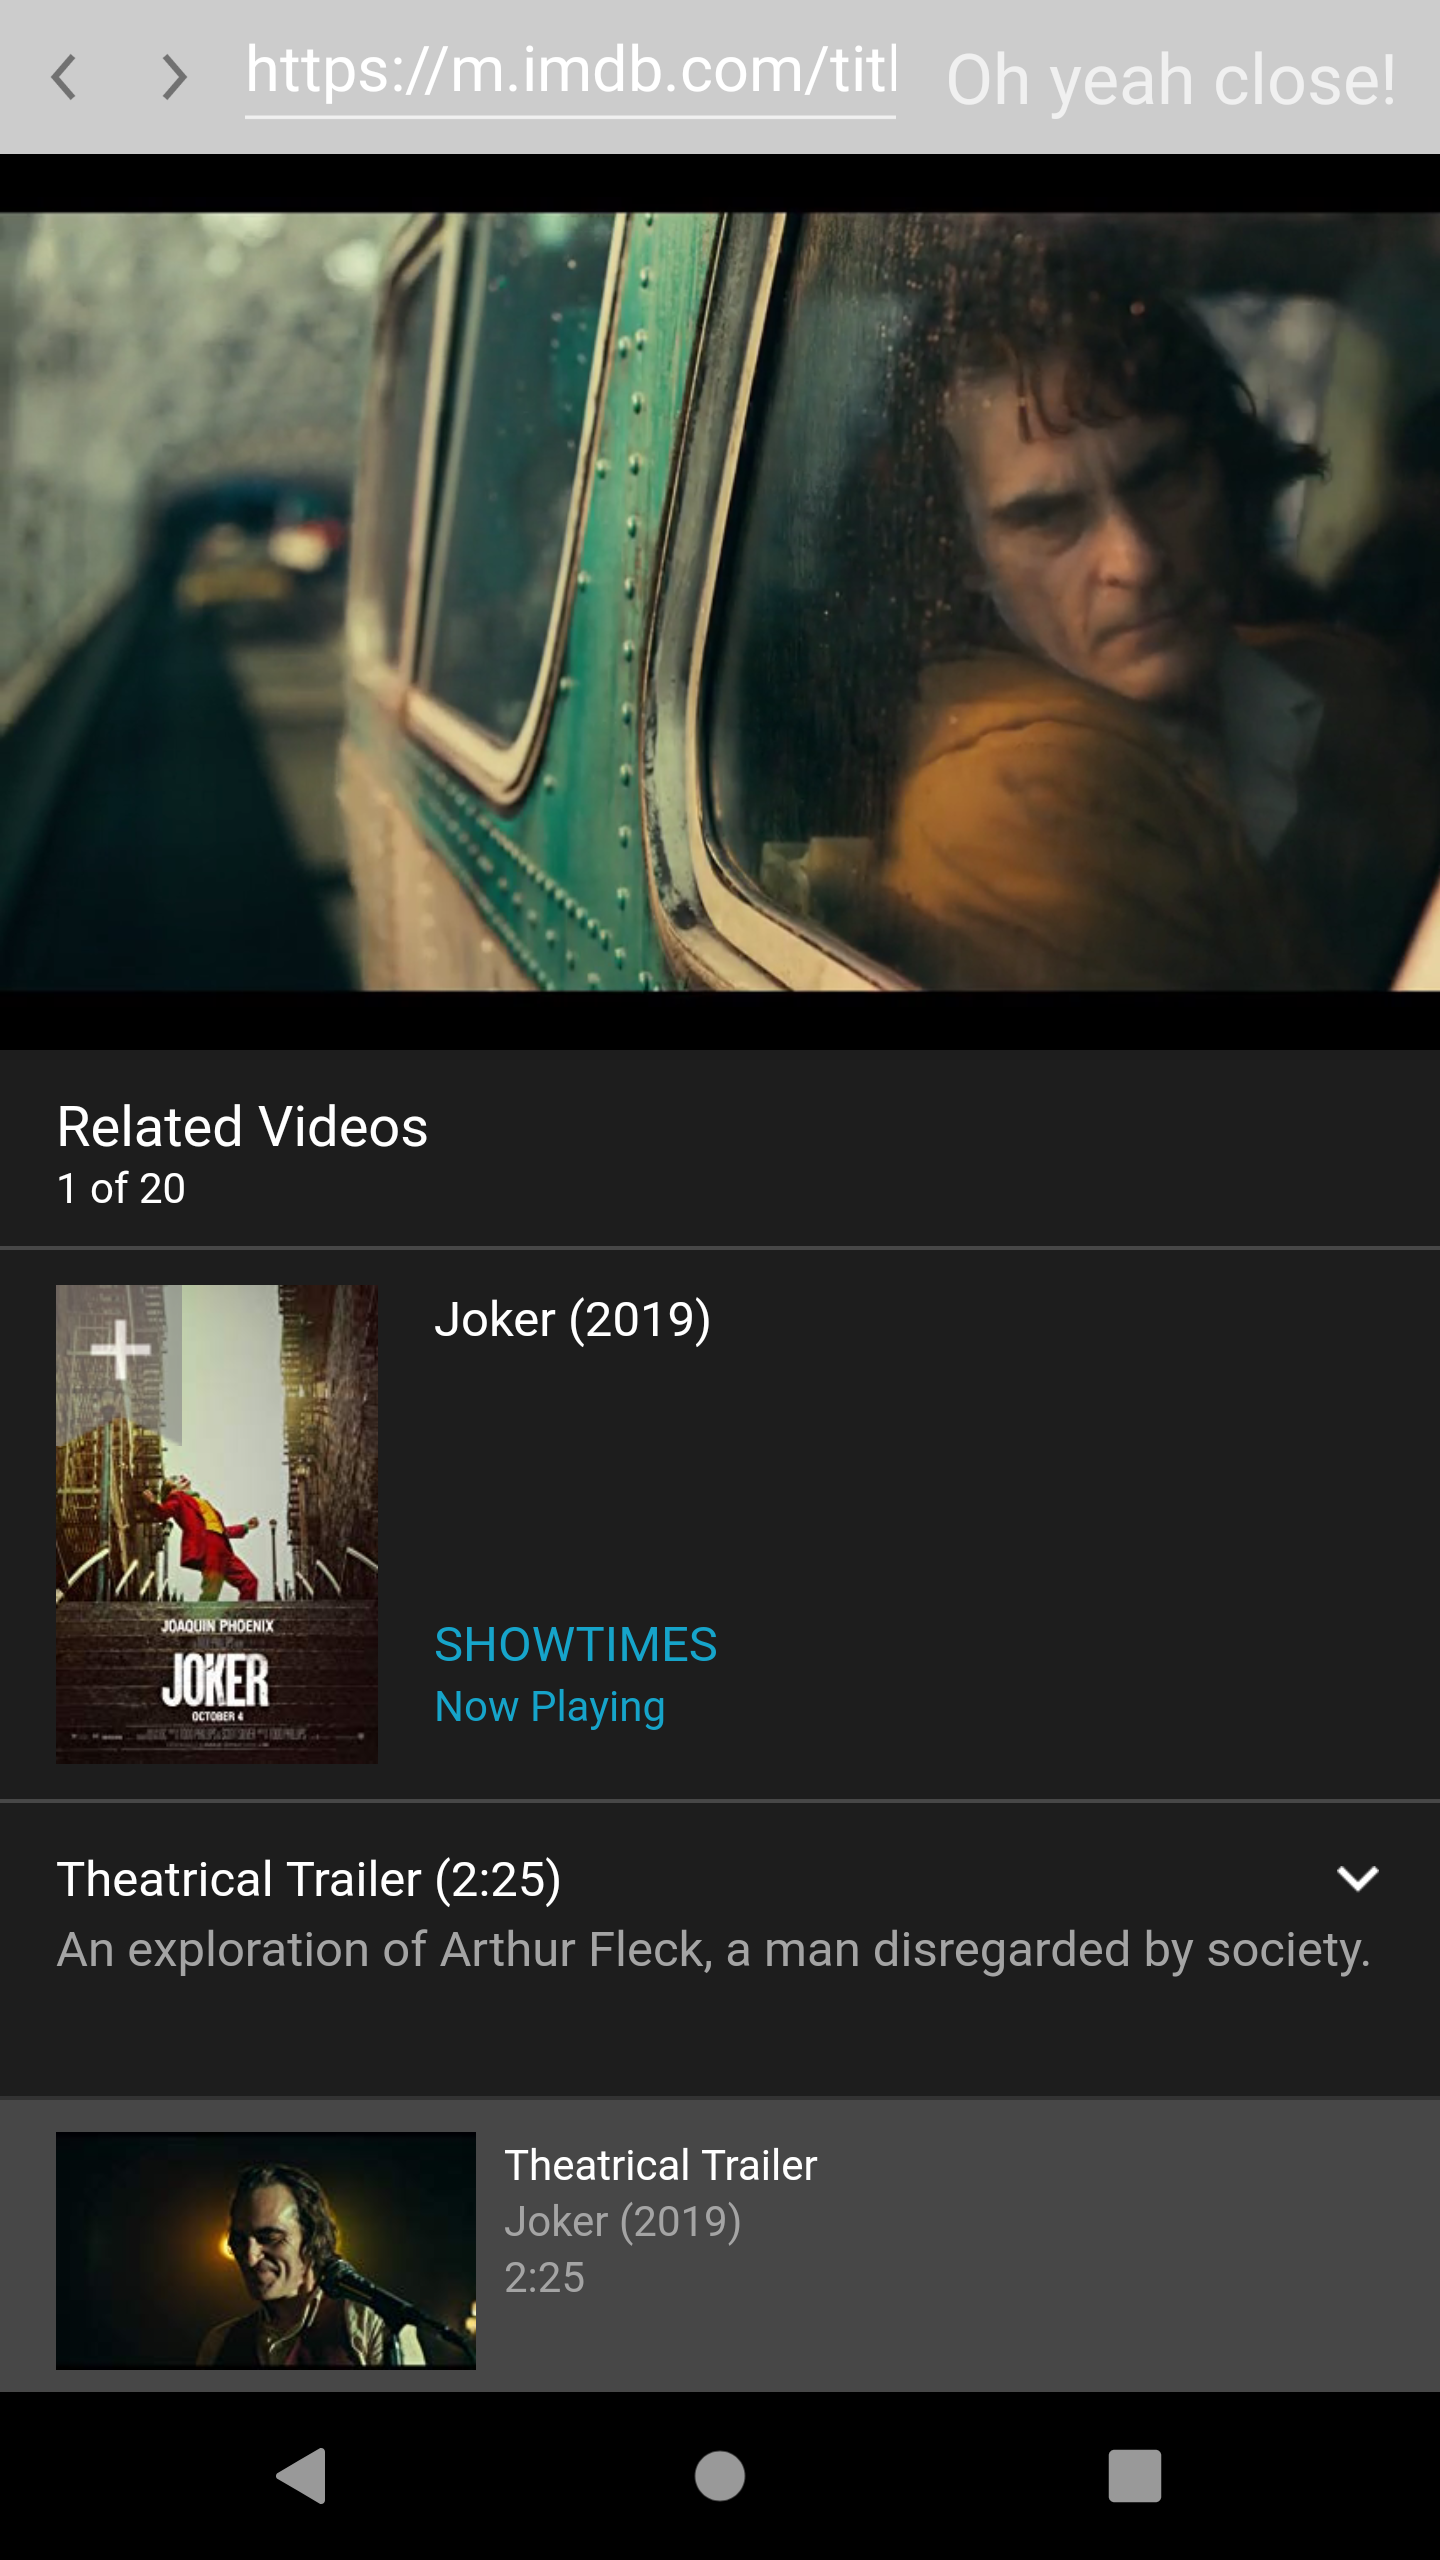 https://m.imdb.com/titl
Oh yeah close!
Related Videos
1 of 20
Joker (2019)
JOAQUIN PHOENIX
JOKER
OCTOBER 4
SHOWTIMES
Now Playing
Theatrical Trailer (2:25)
An exploration of Arthur Fleck, a man disregarded by society.
Theatrical Trailer
Joker (2019)
2:25